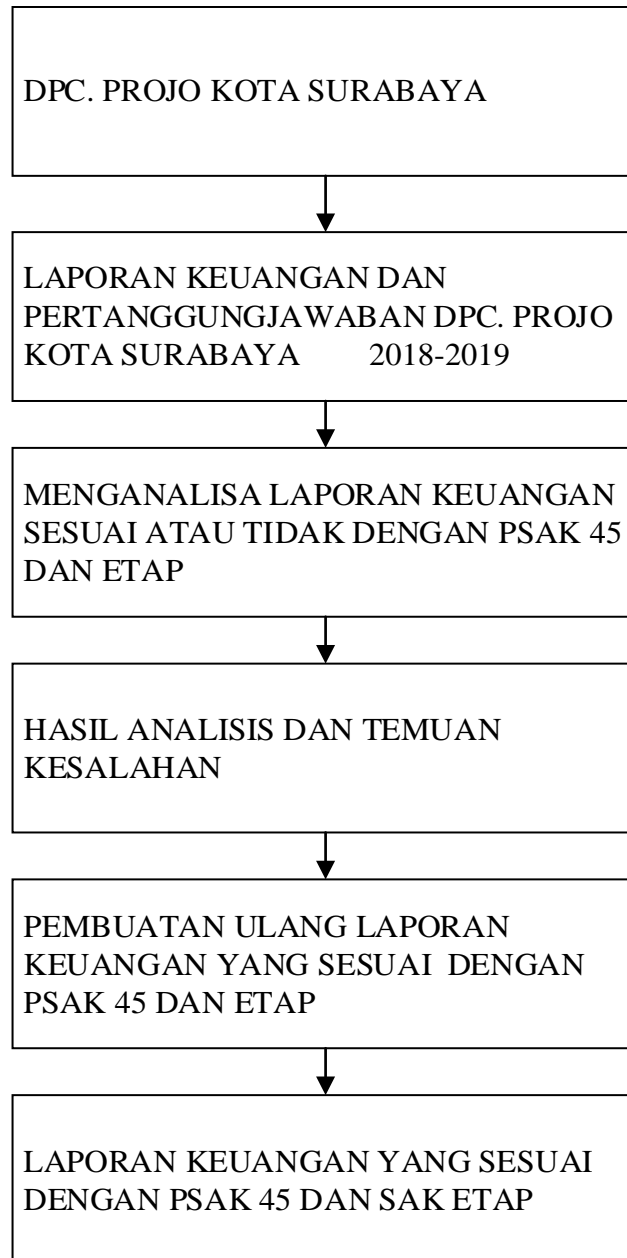 DPC. PROJO KOTA SURABAYA
LAPORAN KEUANGAN DAN
PERTANGGUNGJAWABAN DPC. PROJO
KOTA SURABAYA 2018-2019
MENGANALISA LAPORAN KEUANGAN
SESUAI ATAU TIDAK DENGAN PSAK 45
DAN ETAP
HASIL ANALISIS DAN TEMUAN
KESALAHAN
PEMBUATAN ULANG LAPORAN
KEUANGAN YANG SESUAI DENGAN
PSAK 45 DAN ETAP
LAPORAN KEUANGAN YANG SESUAI
DENGAN PSAK 45 DAN SAK ETAP